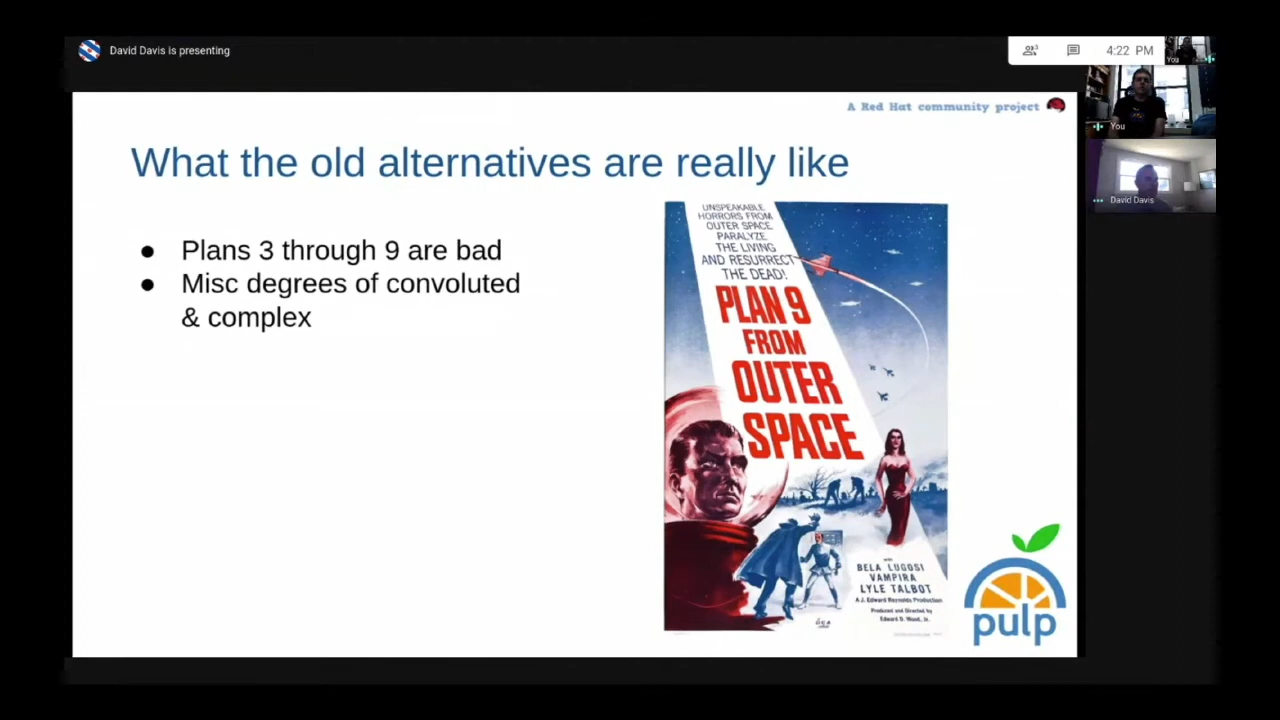 David Davis is presenting
3
4:22 PM
You
You
David Davis
A Red Hat community project
What the old alternatives are really like
● Plans 3 through 9 are bad
● Misc degrees of convoluted
& complex
UNSPEAKABLE
HORRORS FROM
OUTER SPACE
PARALYZE
THE LIVING
AND RESURRECT
THE DEAD!
PLAN 9
FROM
OUTER
SPACE
with
BELA LUGOSI
VAMPIRA
LYLE TALBOT
A J. Edward Reynolds Production
Produced and Directed by
Edward D. Wood, Jr.
pulp